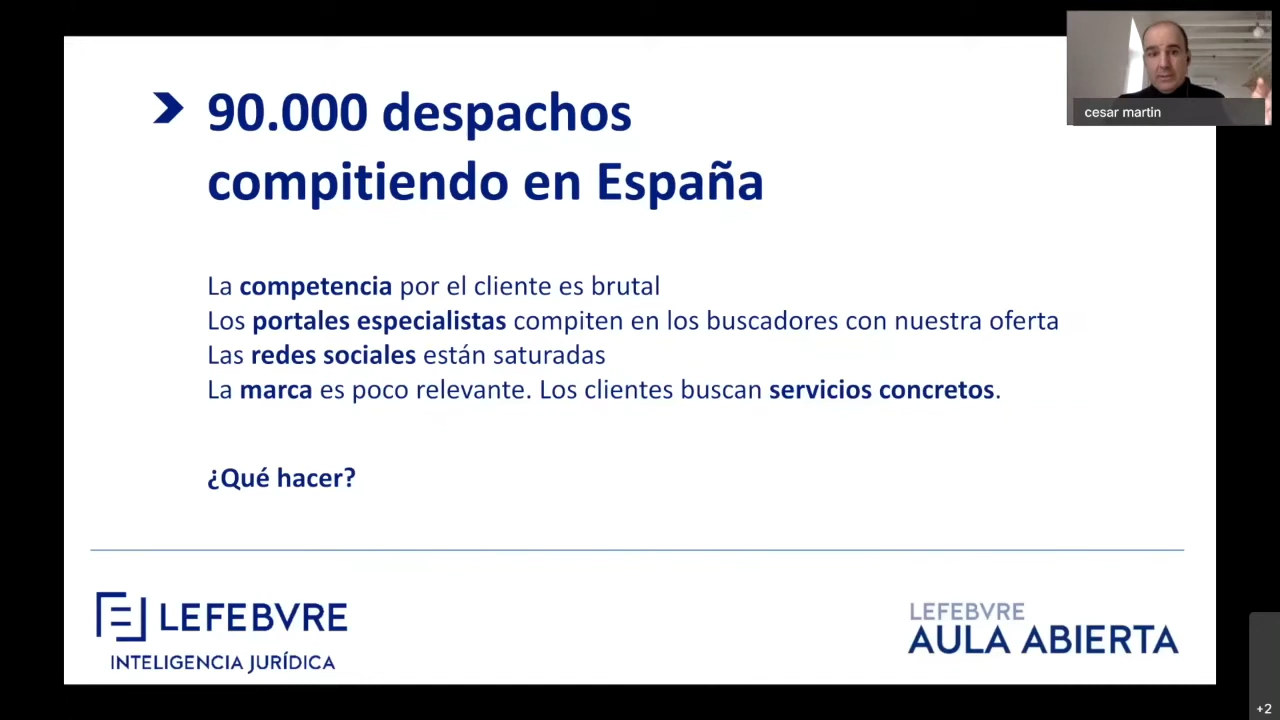 90.000 despachos
compitiendo en España
La competencia por el cliente es brutal
Los portales especialistas compiten en los buscadores con nuestra oferta
Las redes sociales están saturadas
La marca es poco relevante. Los clientes buscan servicios concretos.
¿Qué hacer?
LEFEBVRE
INTELIGENCIA JURÍDICA
LEFEBVRE
AULA ABIERTA
cesar martin
+2